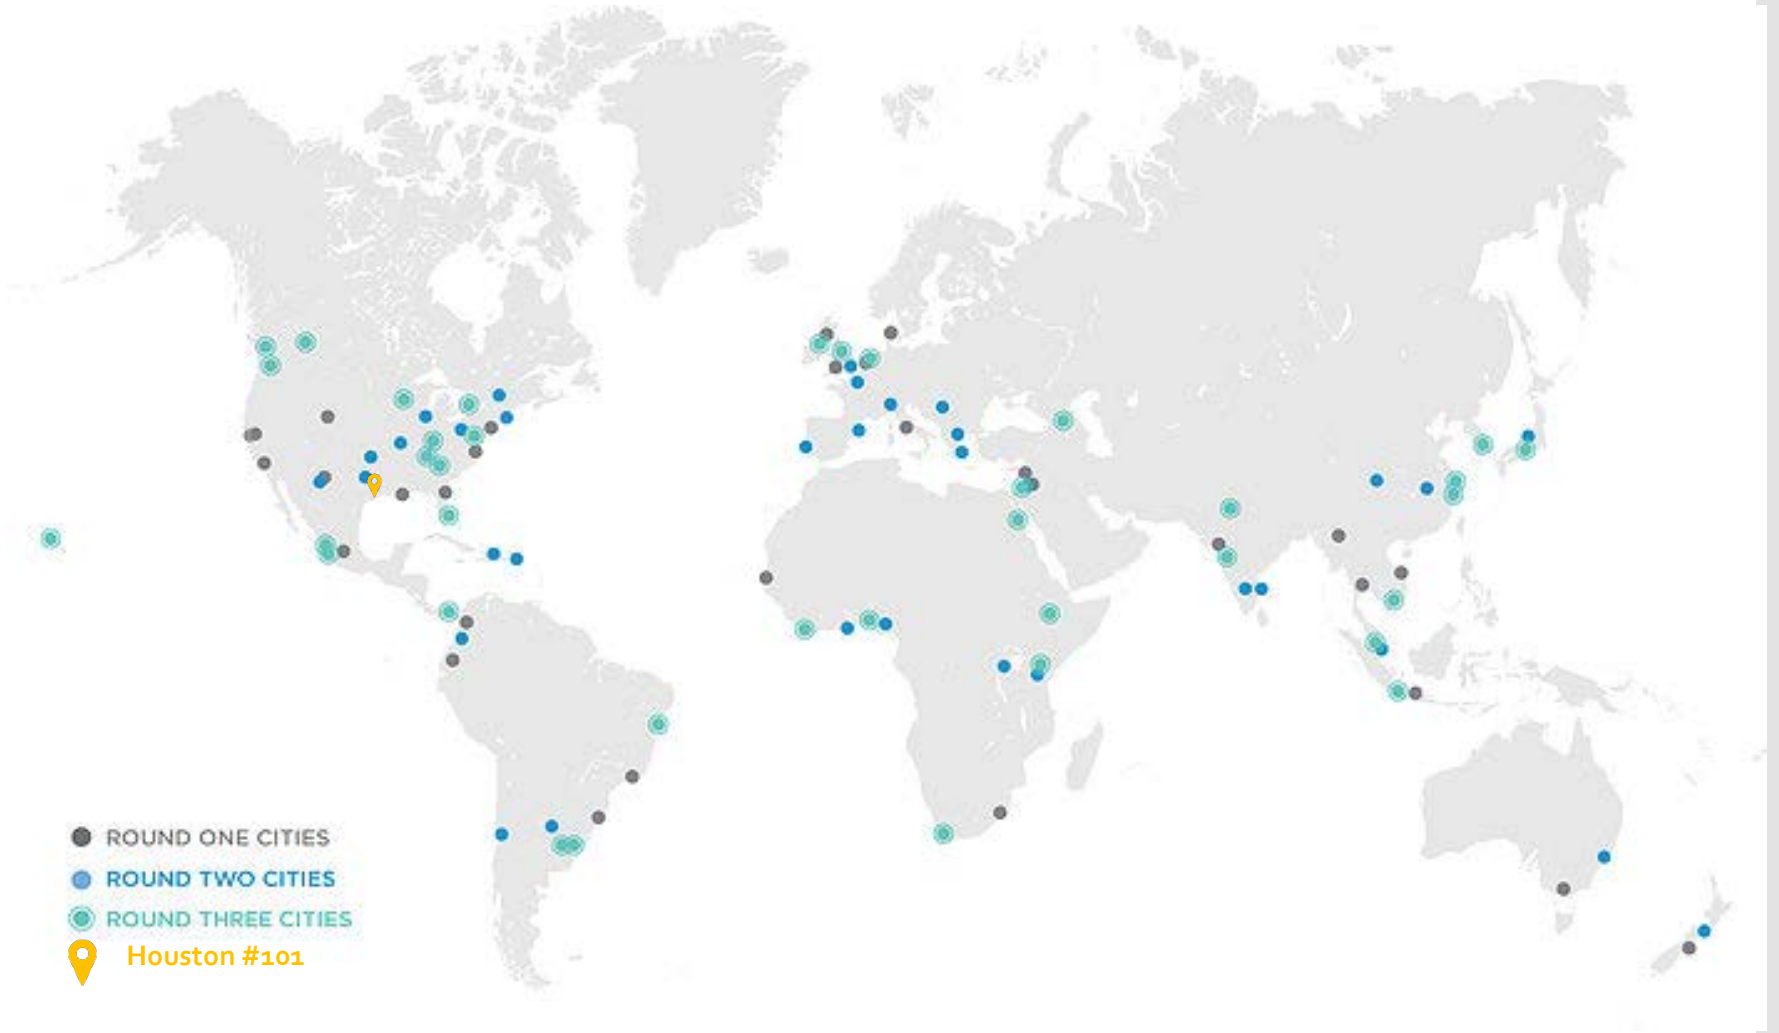 ROUND ONE CITIES
ROUND TWO CITIES
ROUND THREE CITIES
Houston #101